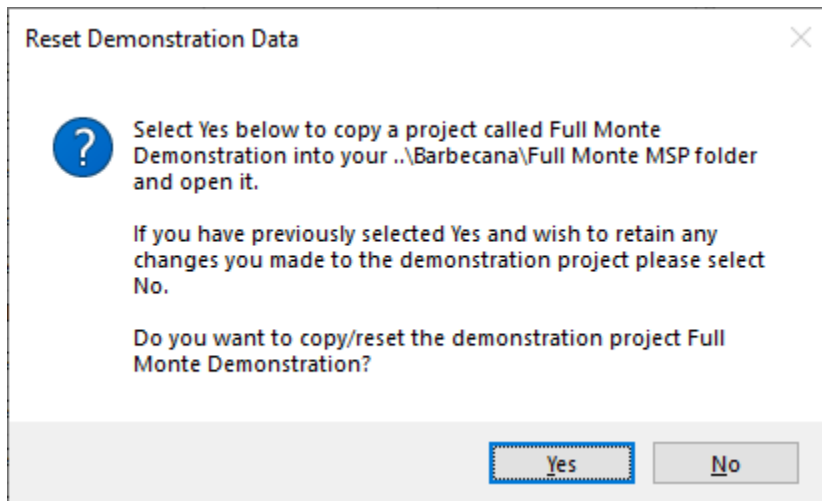 Reset Demonstration Data
Select Yes below to copy a project called Full Monte
Demonstration into your ..\Barbecana\Full Monte MSP folder
and open it.
If you have previously selected Yes and wish to retain any
changes you made to the demonstration project please select
No.
Do you want to copy/reset the demonstration project Full
Monte Demonstration?
Yes
No